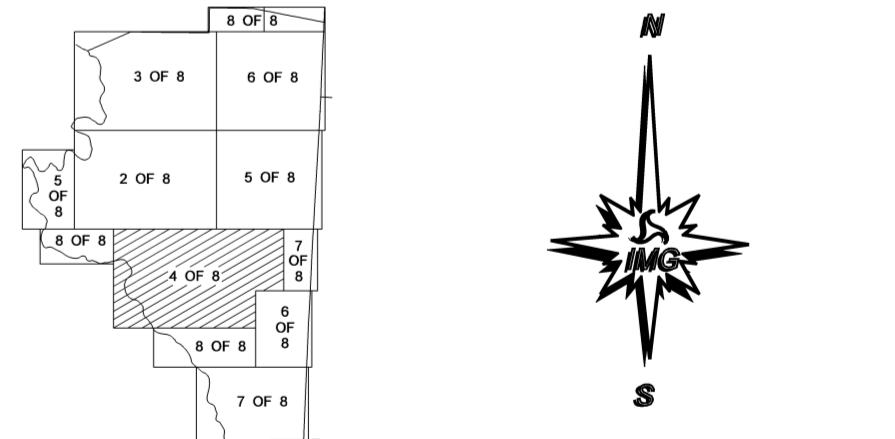 8 OF 8
N
3 OF 8
6 OF 8
2 OF 8
5 OF 8
5
OF
8
8 OF 8
4 OF 8
7
OF
8
IMG
6
OF
8
8 OF 8
7 OF 8
S